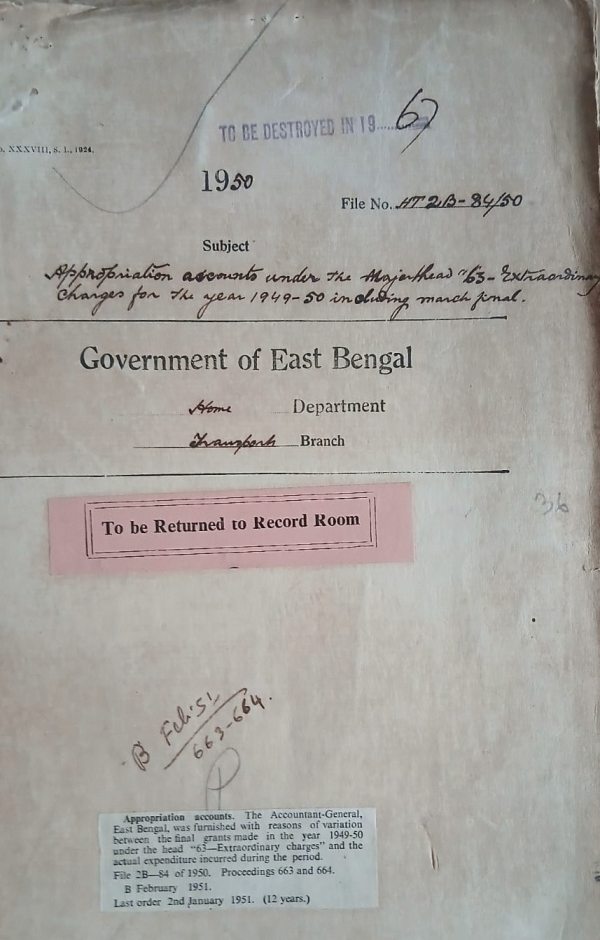 TO BE DESTROYED IN 19.....67
XXXVIII, S. I., 1924.
1950
File No. HT 2B-84/50
Subject
Appropriation accounts under the Major head "63- Extraordinary
Charges for the year 1949-50 including march final.
Government of East Bengal
Home Department
Transport Branch
To be Returned to Record Room
36
B Feb '51
663-664.
Appropriation accounts. The Accountant-General,
East Bengal, was furnished with reasons of variation
between the final grants made in the year 1949-50
under the head "63—Extraordinary charges" and the
actual expenditure incurred during the period.
File 2B—84 of 1950. Proceedings 663 and 664.
B February 1951.
Last order 2nd January 1951. (12 years.)